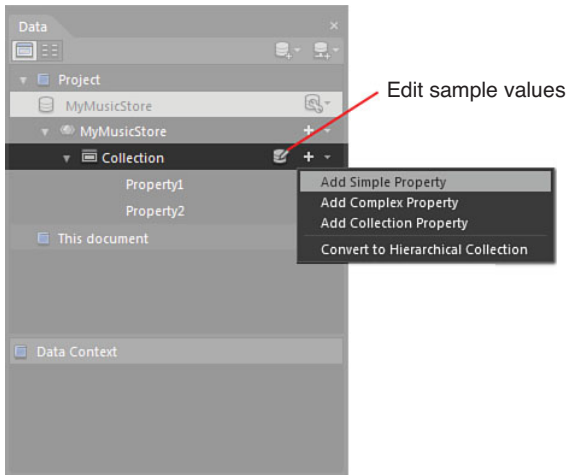 Data
Project
MyMusicStore
MyMusicStore
Collection
Property1
Property2
This document
Data Context
Edit sample values
Add Simple Property
Add Complex Property
Add Collection Property
Convert to Hierarchical Collection